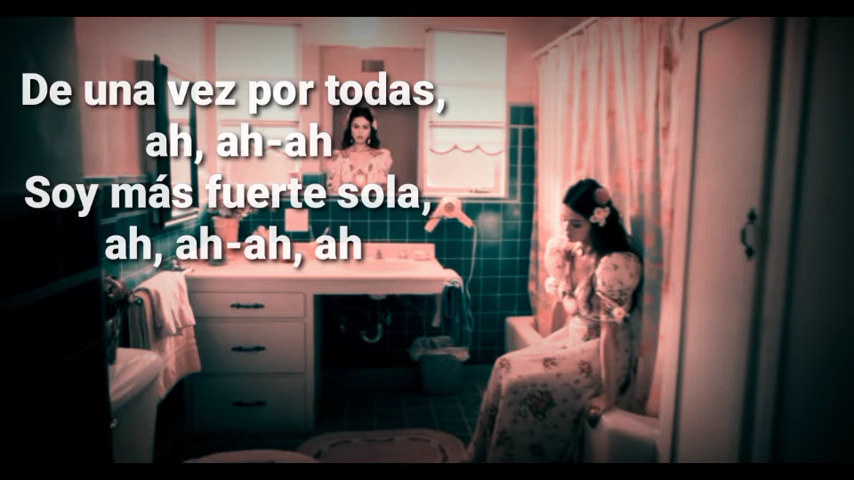 De una vez por todas,
ah, ah-ah
Soy más fuerte sola,
ah, ah-ah, ah